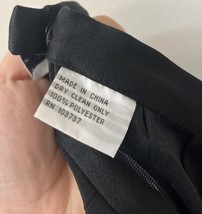 MADE IN CHINA
DRY CLEAN ONLY
100% POLYESTER
RN 103737